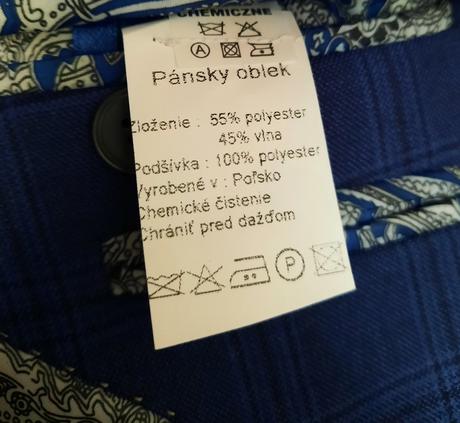 CHEMICZNE
A
Pánsky oblek
Zloženie : 55% polyester
45% vlna
Podšívka : 100% polyester
Vyrobené v : Poľsko
Chemické čistenie
Chrániť pred dažďom
P